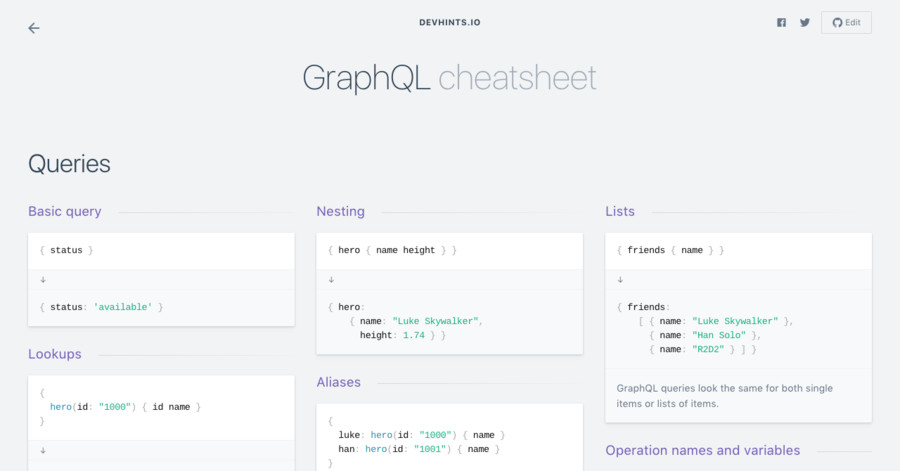 DEVHINTS.IO
Edit
GraphQL cheatsheet
Queries
Basic query
{ status }
↓
{ status: 'available' }
Lookups
{
hero(id: "1000") { id name }
}
↓
Nesting
{ hero { name height } }
↓
{ hero:
{ name: "Luke Skywalker",
height: 1.74 } }
Aliases
{
luke: hero(id: "1000") { name }
han: hero(id: "1001") { name }
}
Lists
{ friends { name } }
↓
{ friends:
[ { name: "Luke Skywalker" },
{ name: "Han Solo" },
{ name: "R2D2" } ] }
GraphQL queries look the same for both single
items or lists of items.
Operation names and variables